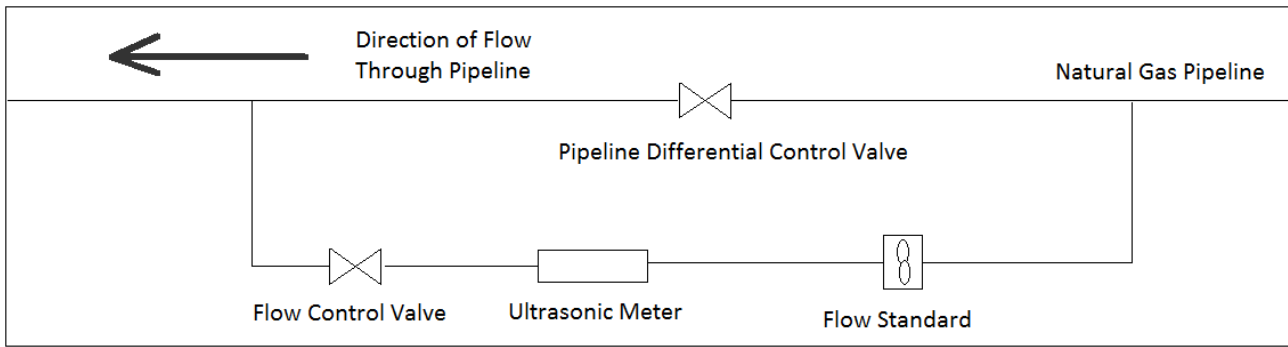 Direction of Flow
Through Pipeline
Natural Gas Pipeline
Pipeline Differential Control Valve
Flow Control Valve
Ultrasonic Meter
Flow Standard